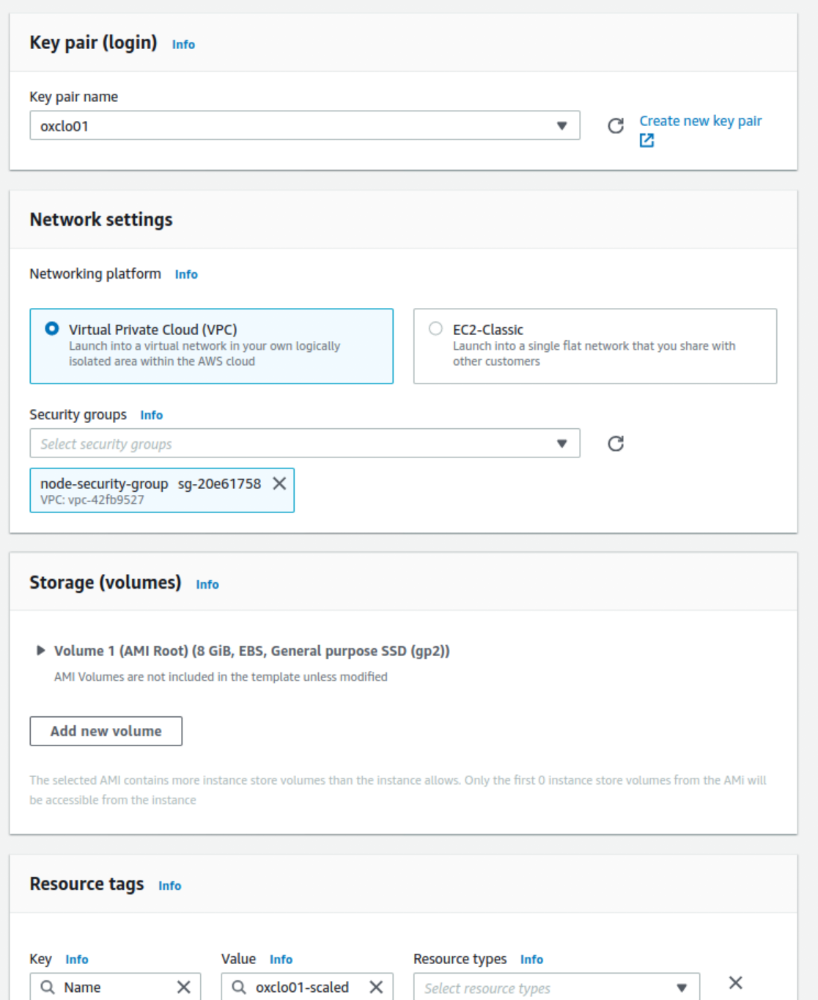 Key pair (login) Info
Key pair name
oxclo01
Create new key pair
Network settings
Networking platform Info
Virtual Private Cloud (VPC)
Launch into a virtual network in your own logically
isolated area within the AWS cloud
EC2-Classic
Launch into a single flat network that you share with
other customers
Security groups Info
Select security groups
node-security-group sg-20e61758
VPC: vpc-42fb9527
Storage (volumes) Info
Volume 1 (AMI Root) (8 GiB, EBS, General purpose SSD (gp2))
AMI Volumes are not included in the template unless modified
Add new volume
The selected AMI contains more instance store volumes than the instance allows. Only the first 0 instance store volumes from the AMi will
be accessible from the instance
Resource tags Info
Key Info
Value Info
Resource types Info
Name
oxclo01-scaled
Select resource types